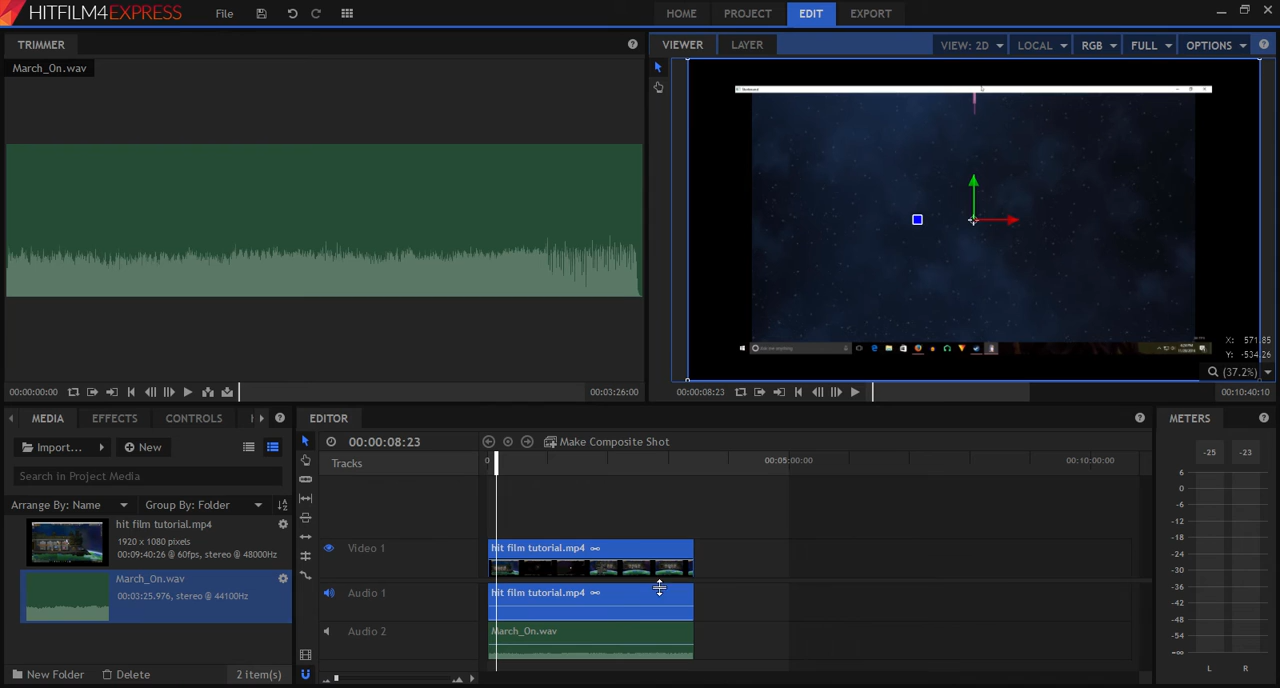 HITFILM4EXPRESS File HOME PROJECT EDIT EXPORT
TRIMMER
March_On.wav
00:00:00:00 00:03:26:00
VIEWER LAYER VIEW: 2D LOCAL RGB FULL OPTIONS
X: 571.85
Y: -534.26
(37.2%)
00:00:08:23 00:10:40:10
MEDIA EFFECTS CONTROLS
Import... New
Search in Project Media
Arrange By: Name Group By: Folder
hit film tutorial.mp4
1920 x 1080 pixels
00:09:40:26 @ 60fps, stereo @ 48000Hz
March_On.wav
00:03:25.976, stereo @ 44100Hz
New Folder Delete 2 item(s)
EDITOR
00:00:08:23 Make Composite Shot
Tracks 0 00:05:00:00 00:10:00:00
Video 1 hit film tutorial.mp4
Audio 1 hit film tutorial.mp4
Audio 2 March_On.wav
METERS
-25 -23
6
0
-6
-12
-18
-24
-30
-36
-42
-48
-54
-∞
L R